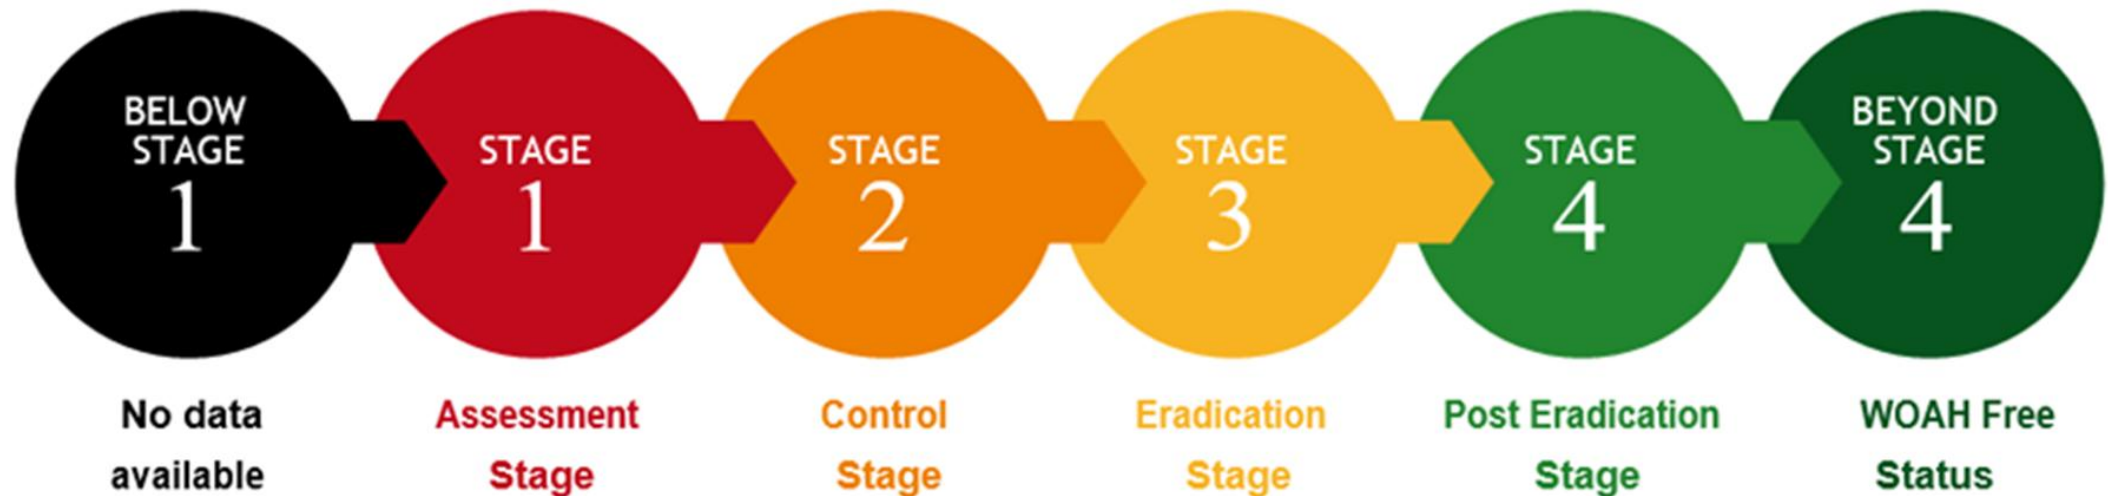 BELOW
STAGE
1
STAGE
1
STAGE
2
STAGE
3
STAGE
4
BEYOND
STAGE
4
No data
available
Assessment
Stage
Control
Stage
Eradication
Stage
Post Eradication
Stage
WOAH Free
Status